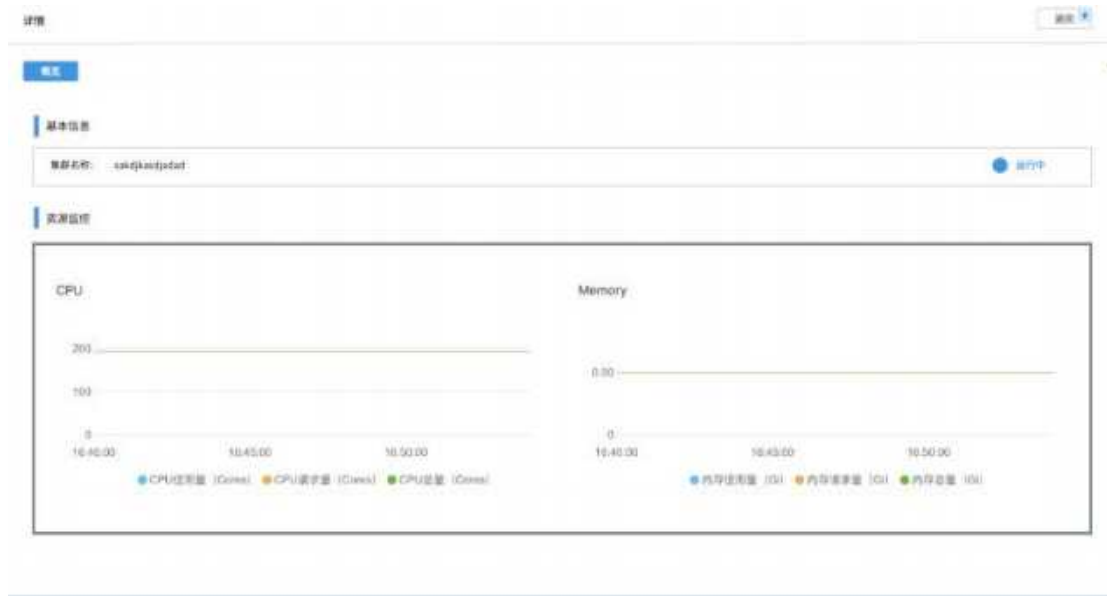 详情
返回
概览
基本信息
集群名称: sakdjkasdjadad
运行中
资源监控
CPU
Memory
200
100
0
16:40:00 16:45:00 16:50:00
CPU使用量 (Cores) CPU请求量 (Cores) CPU总量 (Cores)
0.00
0
16:40:00 16:45:00 16:50:00
内存使用量 (Gi) 内存请求量 (Gi) 内存总量 (Gi)